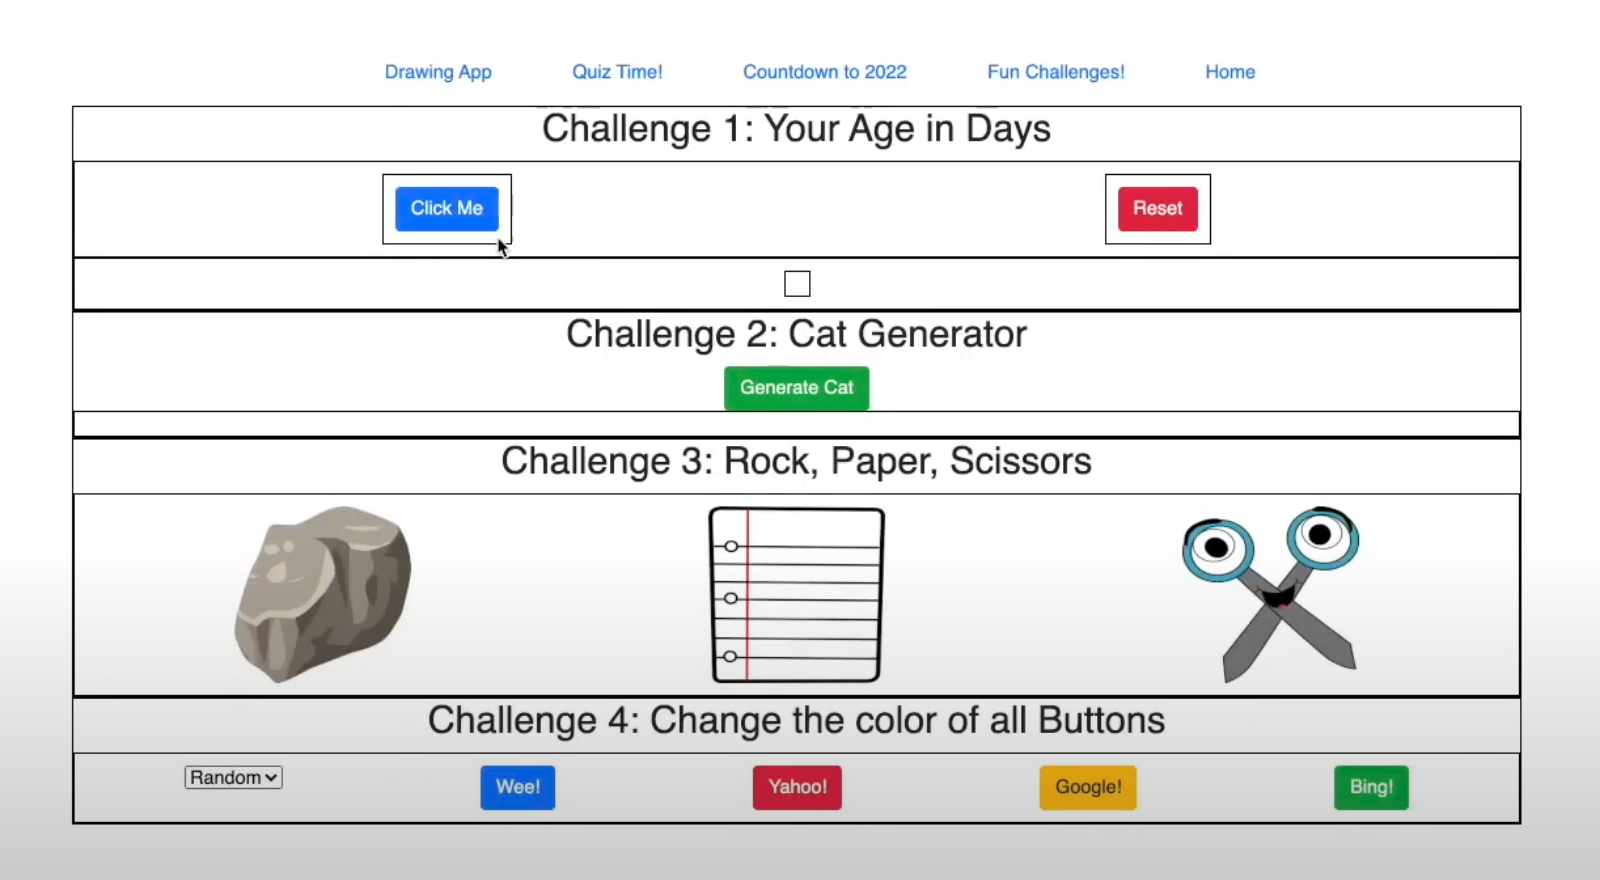 Drawing App Quiz Time! Countdown to 2022 Fun Challenges! Home
Challenge 1: Your Age in Days
Click Me Reset
Challenge 2: Cat Generator
Generate Cat
Challenge 3: Rock, Paper, Scissors
Challenge 4: Change the color of all Buttons
Random Wee! Yahoo! Google! Bing!